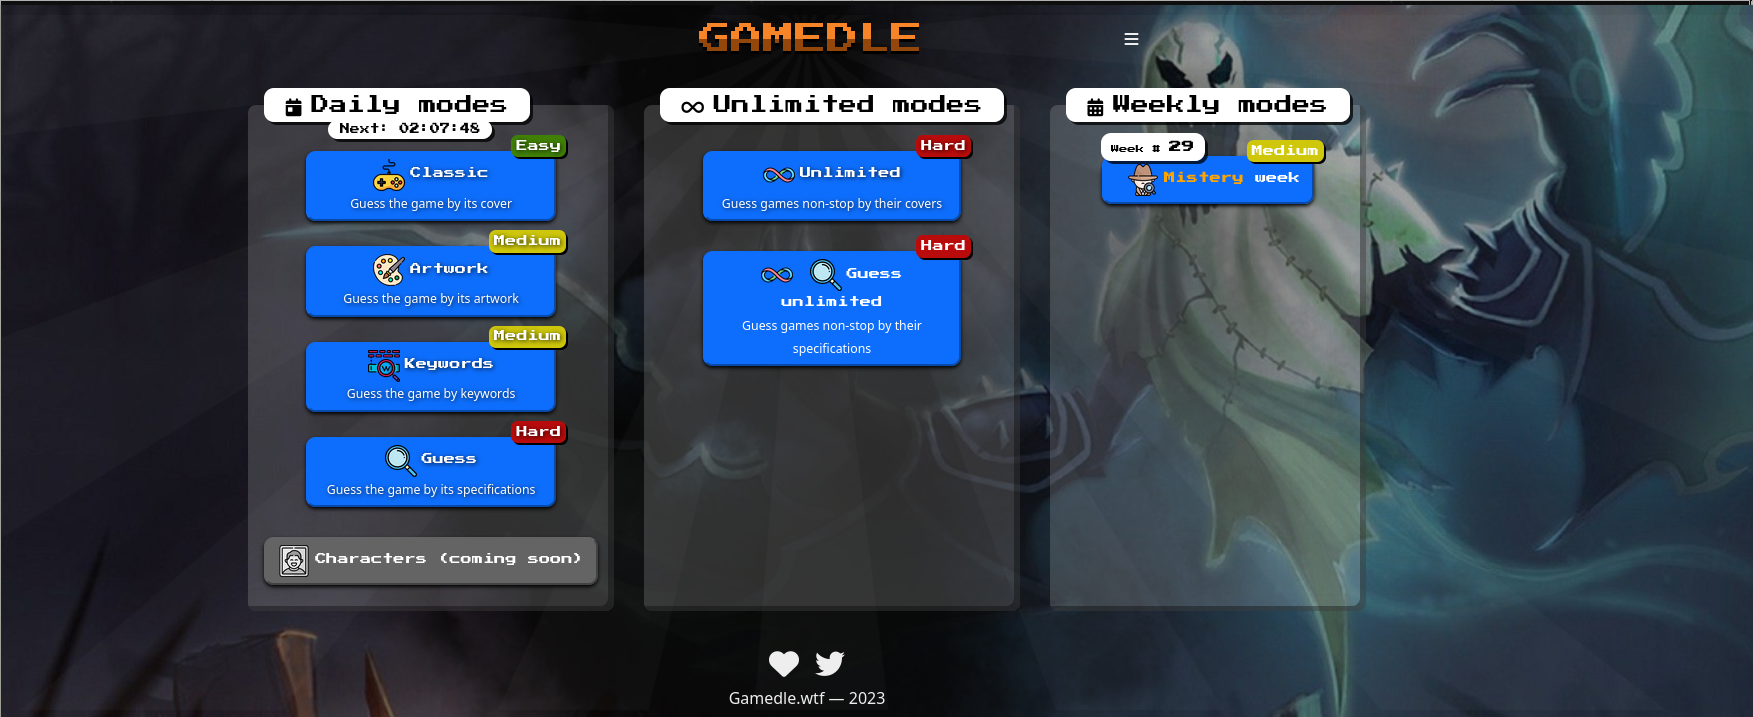 GAMEDLE
Daily modes
Next: 02:07:48
Easy
Classic
Guess the game by its cover
Medium
Artwork
Guess the game by its artwork
Medium
Keywords
Guess the game by keywords
Hard
Guess
Guess the game by its specifications
Characters (coming soon)
Unlimited modes
Hard
Unlimited
Guess games non-stop by their covers
Hard
Guess
unlimited
Guess games non-stop by their
specifications
Weekly modes
Week # 29
Medium
Mistery week
Gamedle.wtf — 2023